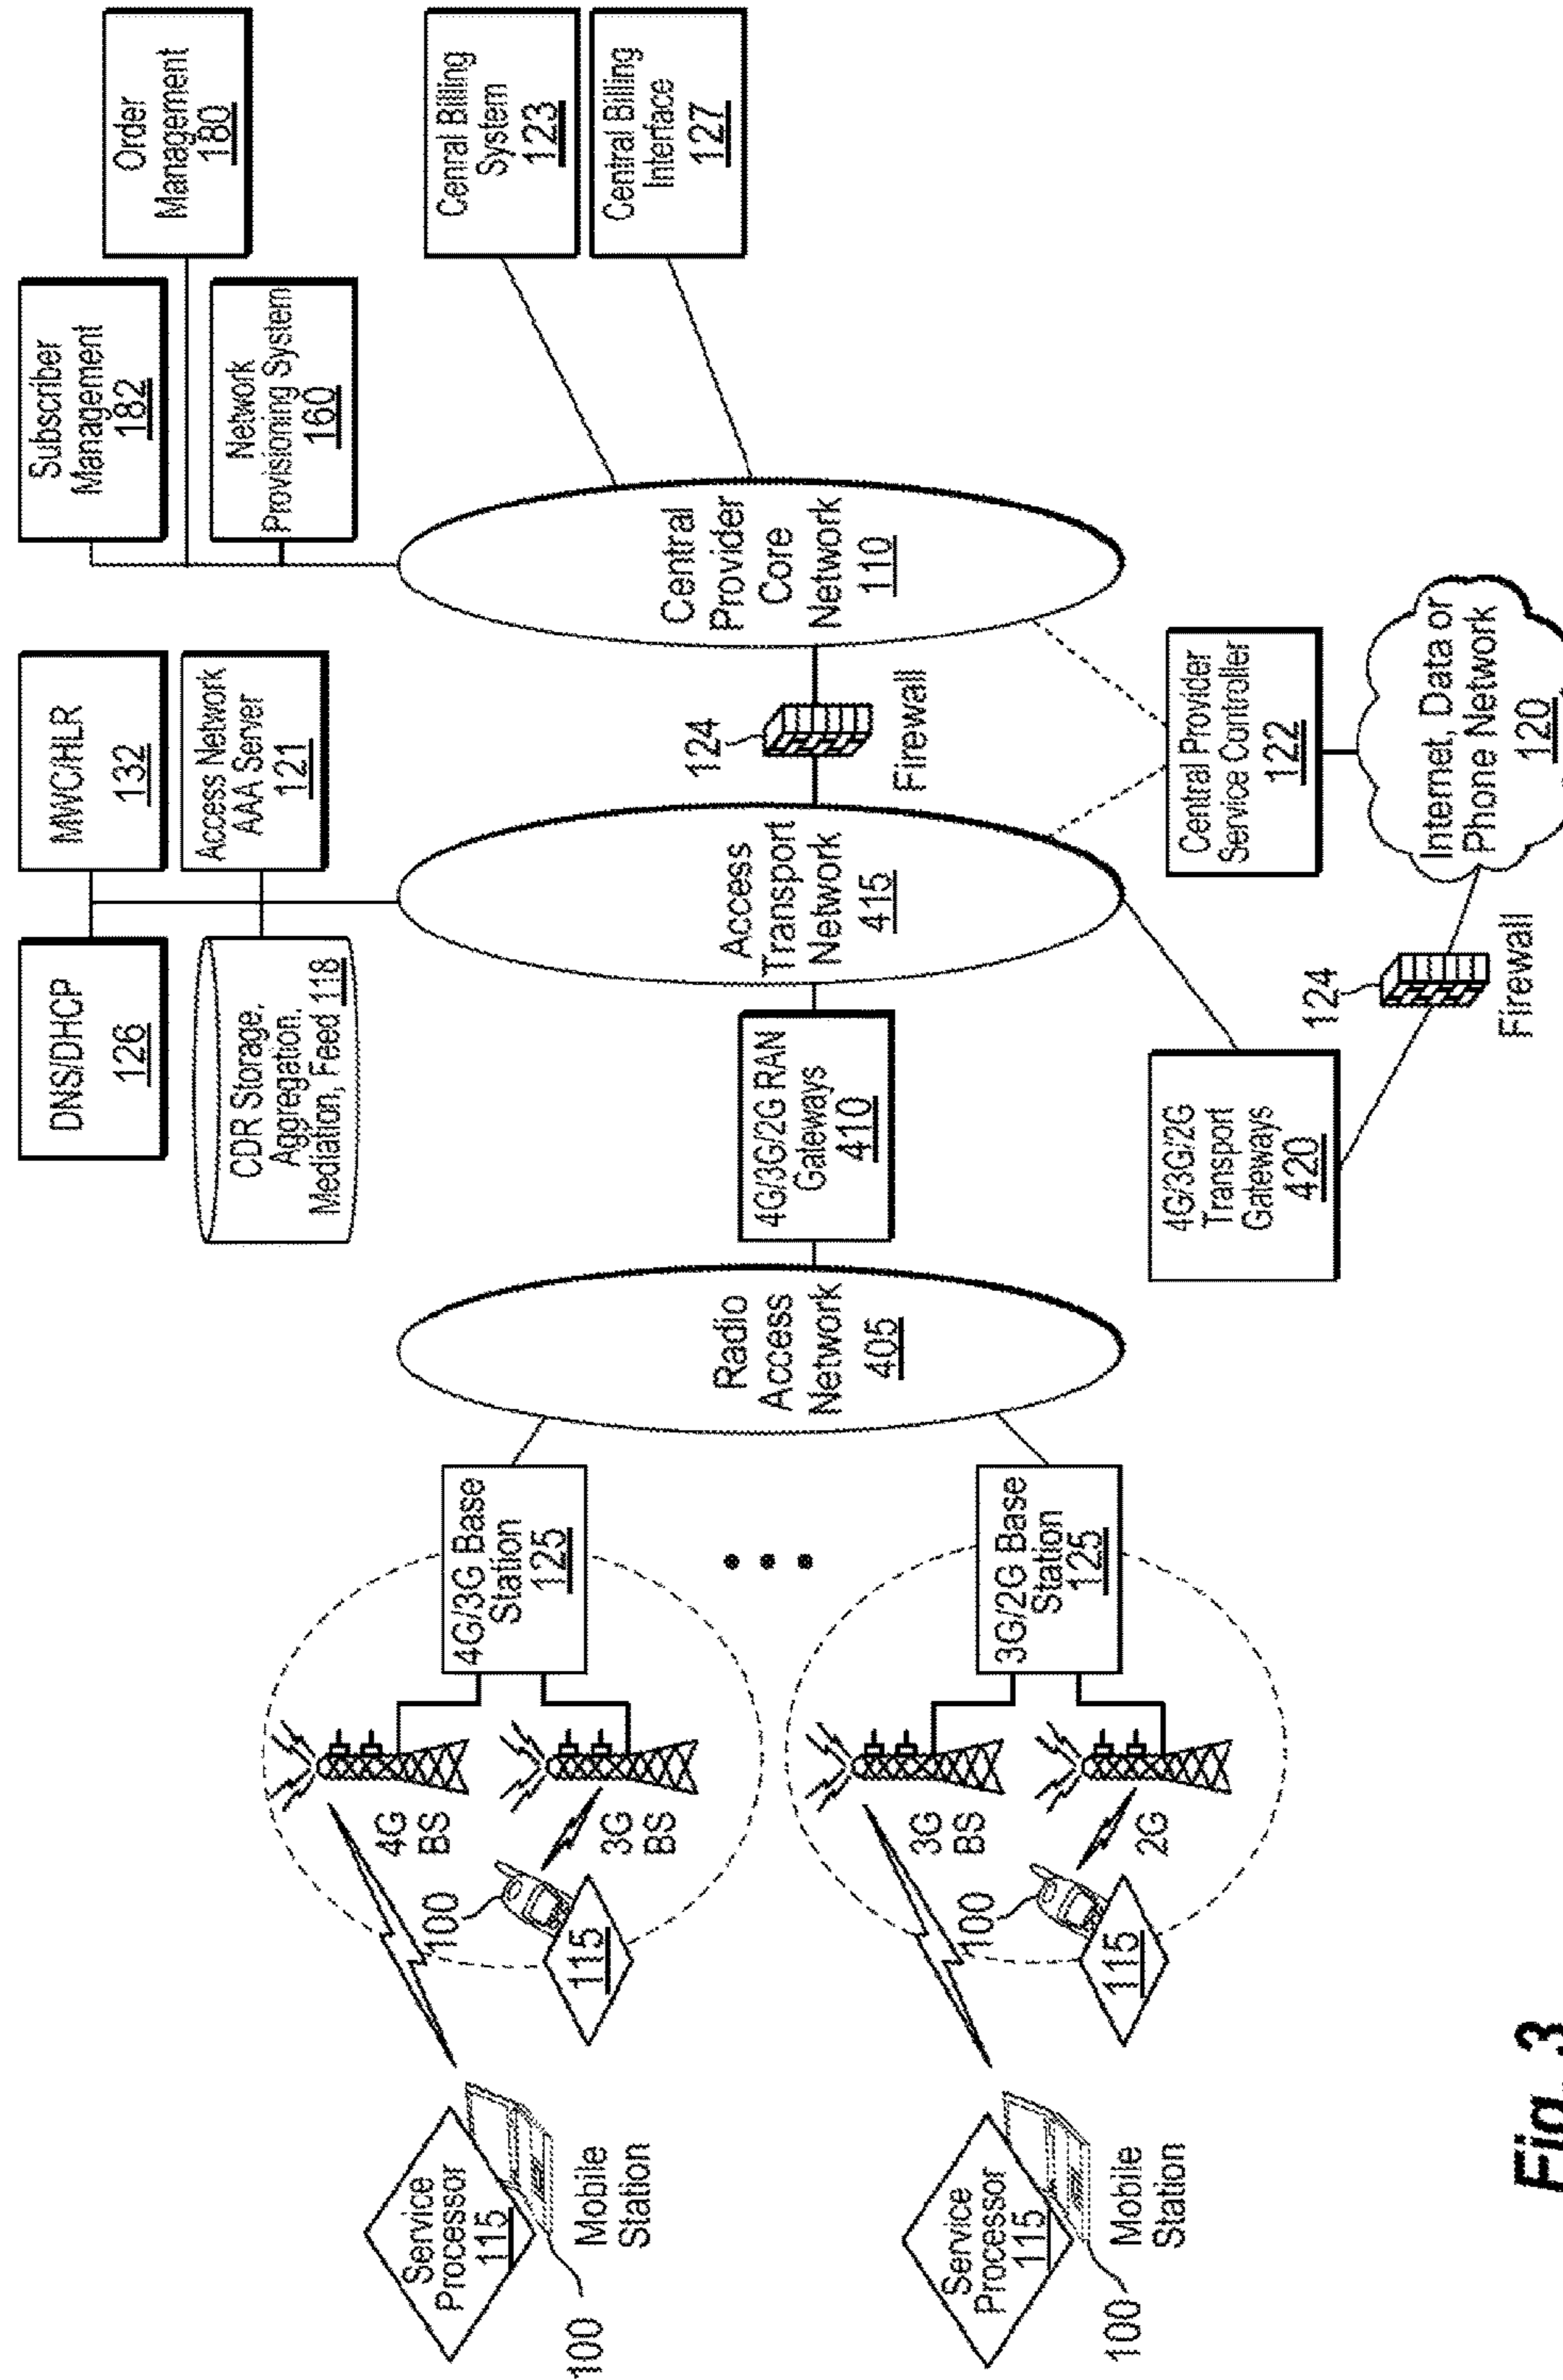 DNS/DHCP
126
MWC/HLR
132
Subscriber
Management
182
Order
Management
180
CDR Storage,
Aggregation,
Mediation, Feed 118
Access Network
AAA Server
121
Network
Provisioning System
160
Service
Processor
115
100
Mobile
Station
4G
BS
100
115
3G
BS
4G/3G Base
Station
125
Cenral Billing
System
123
Central Billing
Interface
127
Radio
Access
Network
405
4G/3G/2G RAN
Gateways
410
Access
Transport
Network
415
124
Firewall
Central
Provider
Core
Network
110
Service
Processor
115
100
Mobile
Station
3G
BS
100
115
2G
3G/2G Base
Station
125
4G/3G/2G
Transport
Gateways
420
Central Provider
Service Controller
122
124
Firewall
Internet, Data or
Phone Network
120
Fig. 3